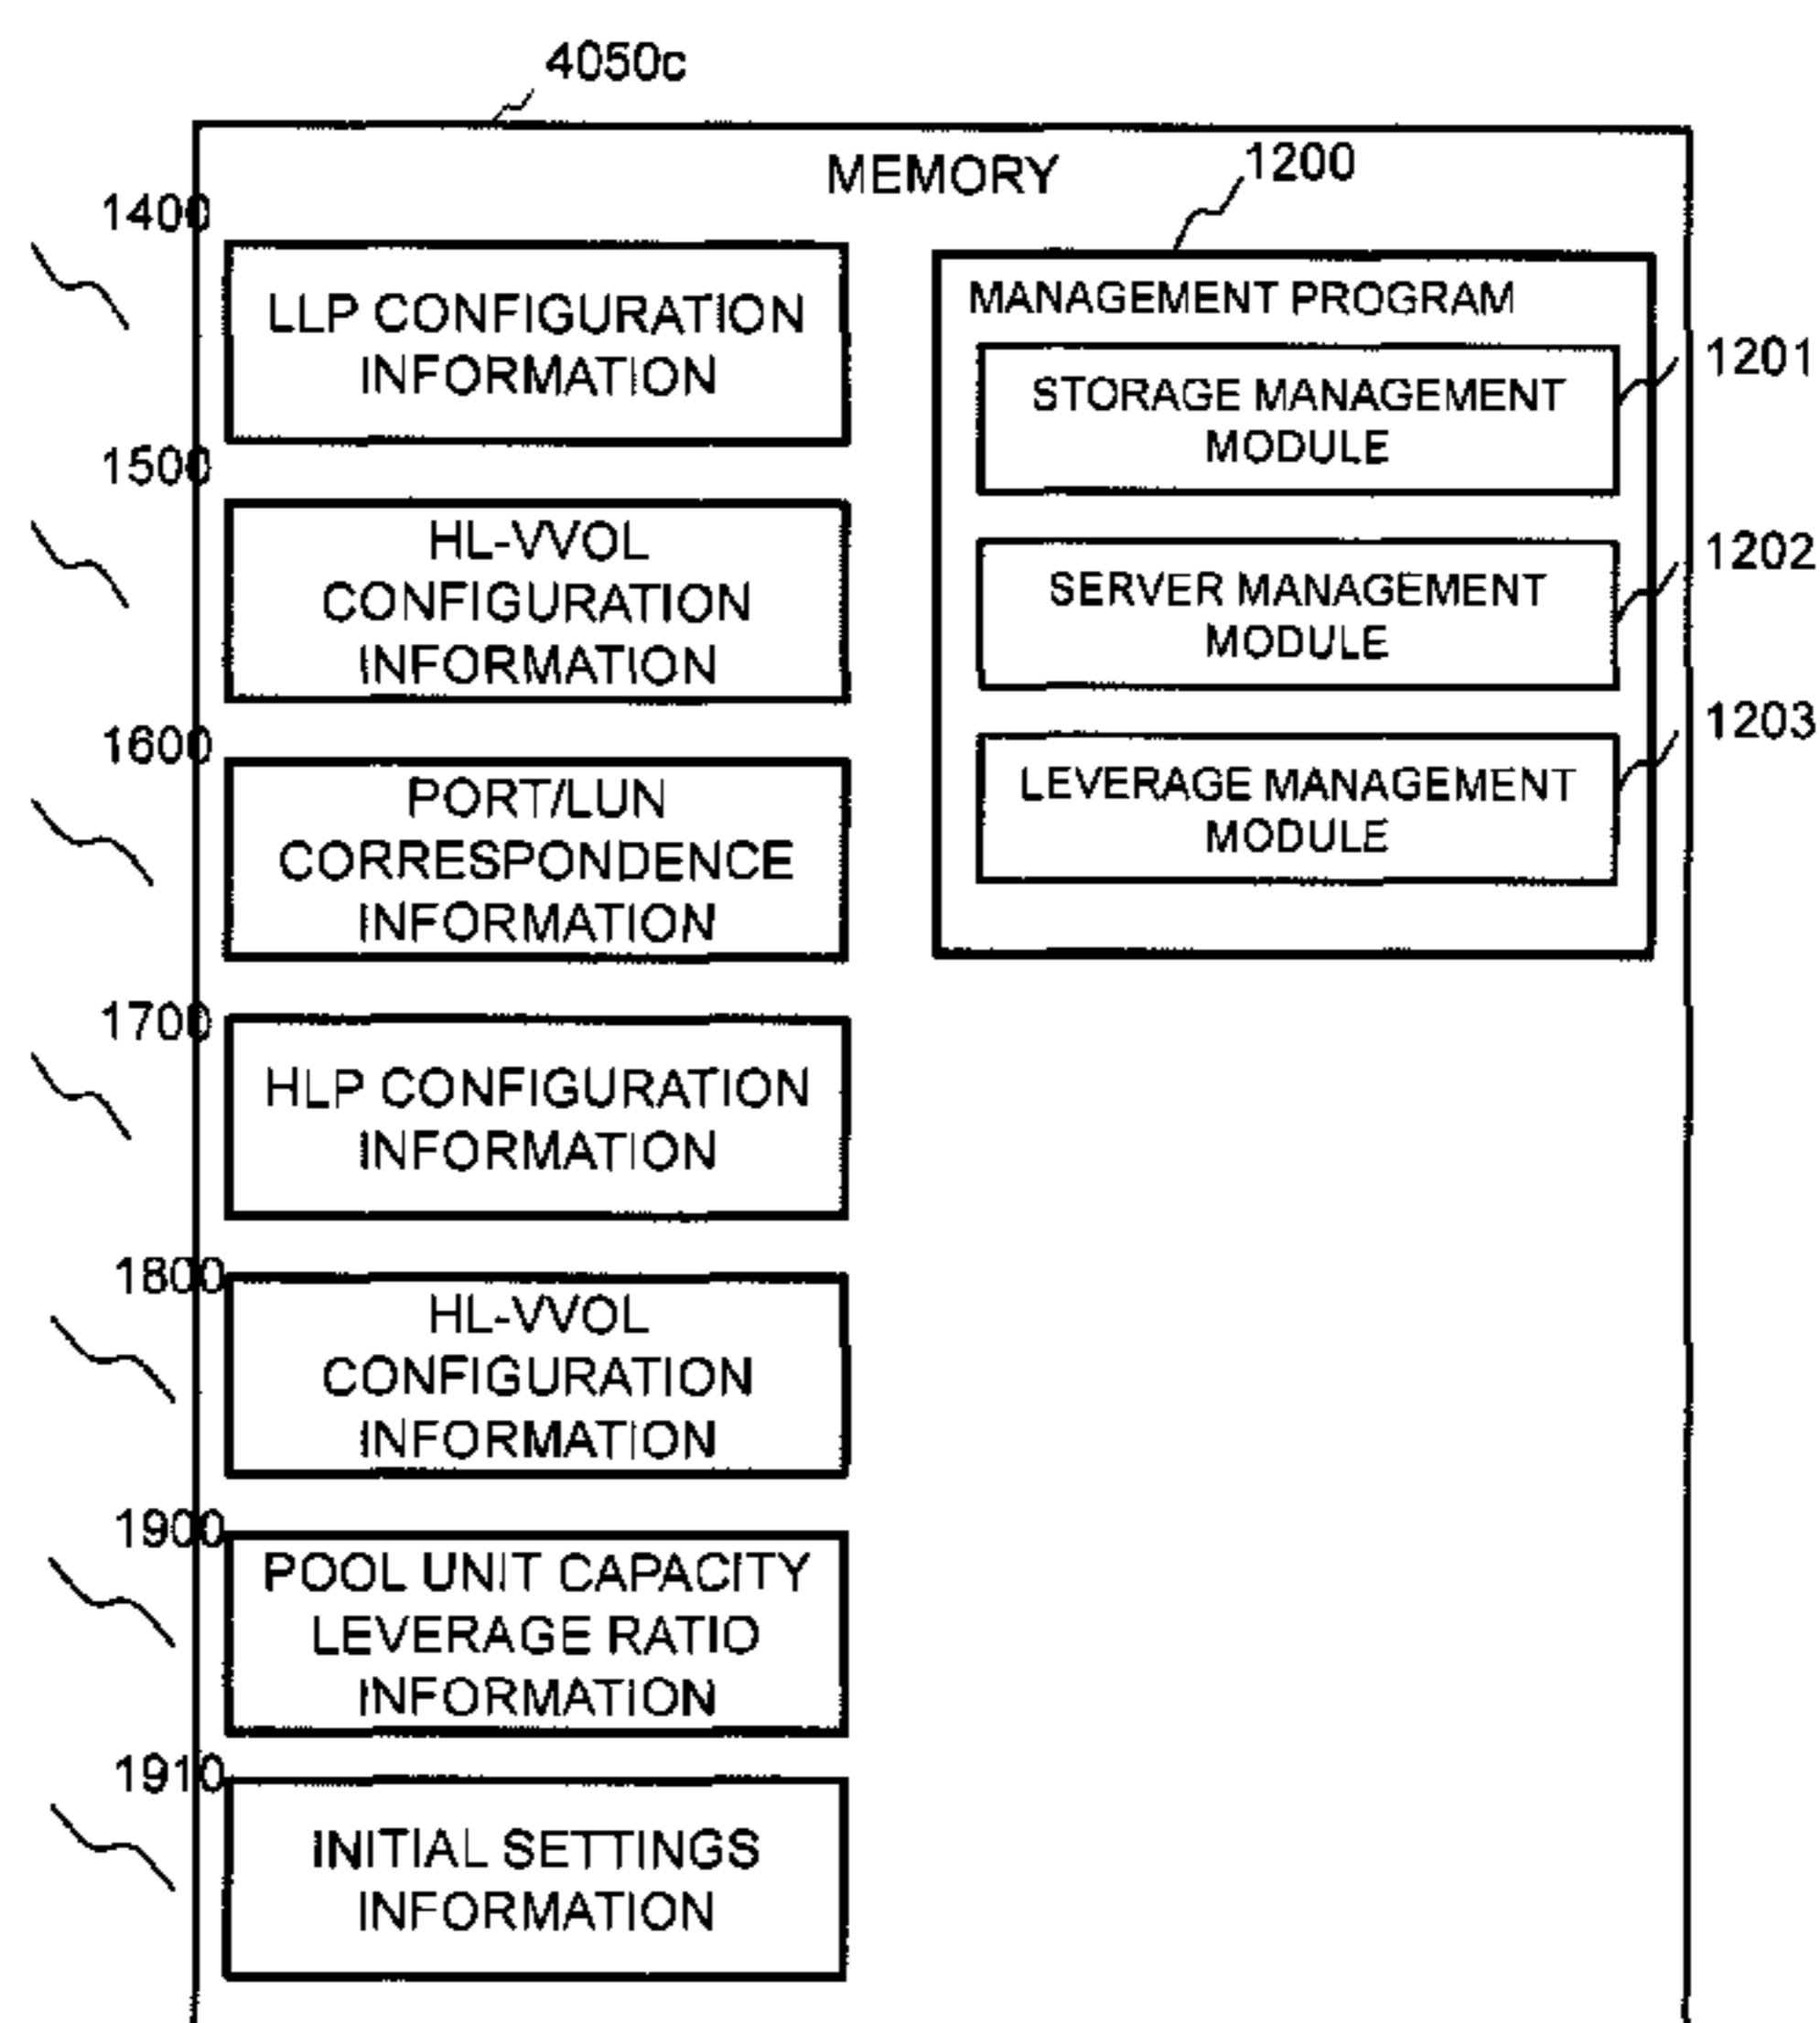 4050c
MEMORY
1200
1400
LLP CONFIGURATION
INFORMATION
1500
HL-VVOL
CONFIGURATION
INFORMATION
1600
PORT/LUN
CORRESPONDENCE
INFORMATION
1700
HLP CONFIGURATION
INFORMATION
1800
HL-VVOL
CONFIGURATION
INFORMATION
1900
POOL UNIT CAPACITY
LEVERAGE RATIO
INFORMATION
1910
INITIAL SETTINGS
INFORMATION
MANAGEMENT PROGRAM
1201
STORAGE MANAGEMENT
MODULE
1202
SERVER MANAGEMENT
MODULE
1203
LEVERAGE MANAGEMENT
MODULE